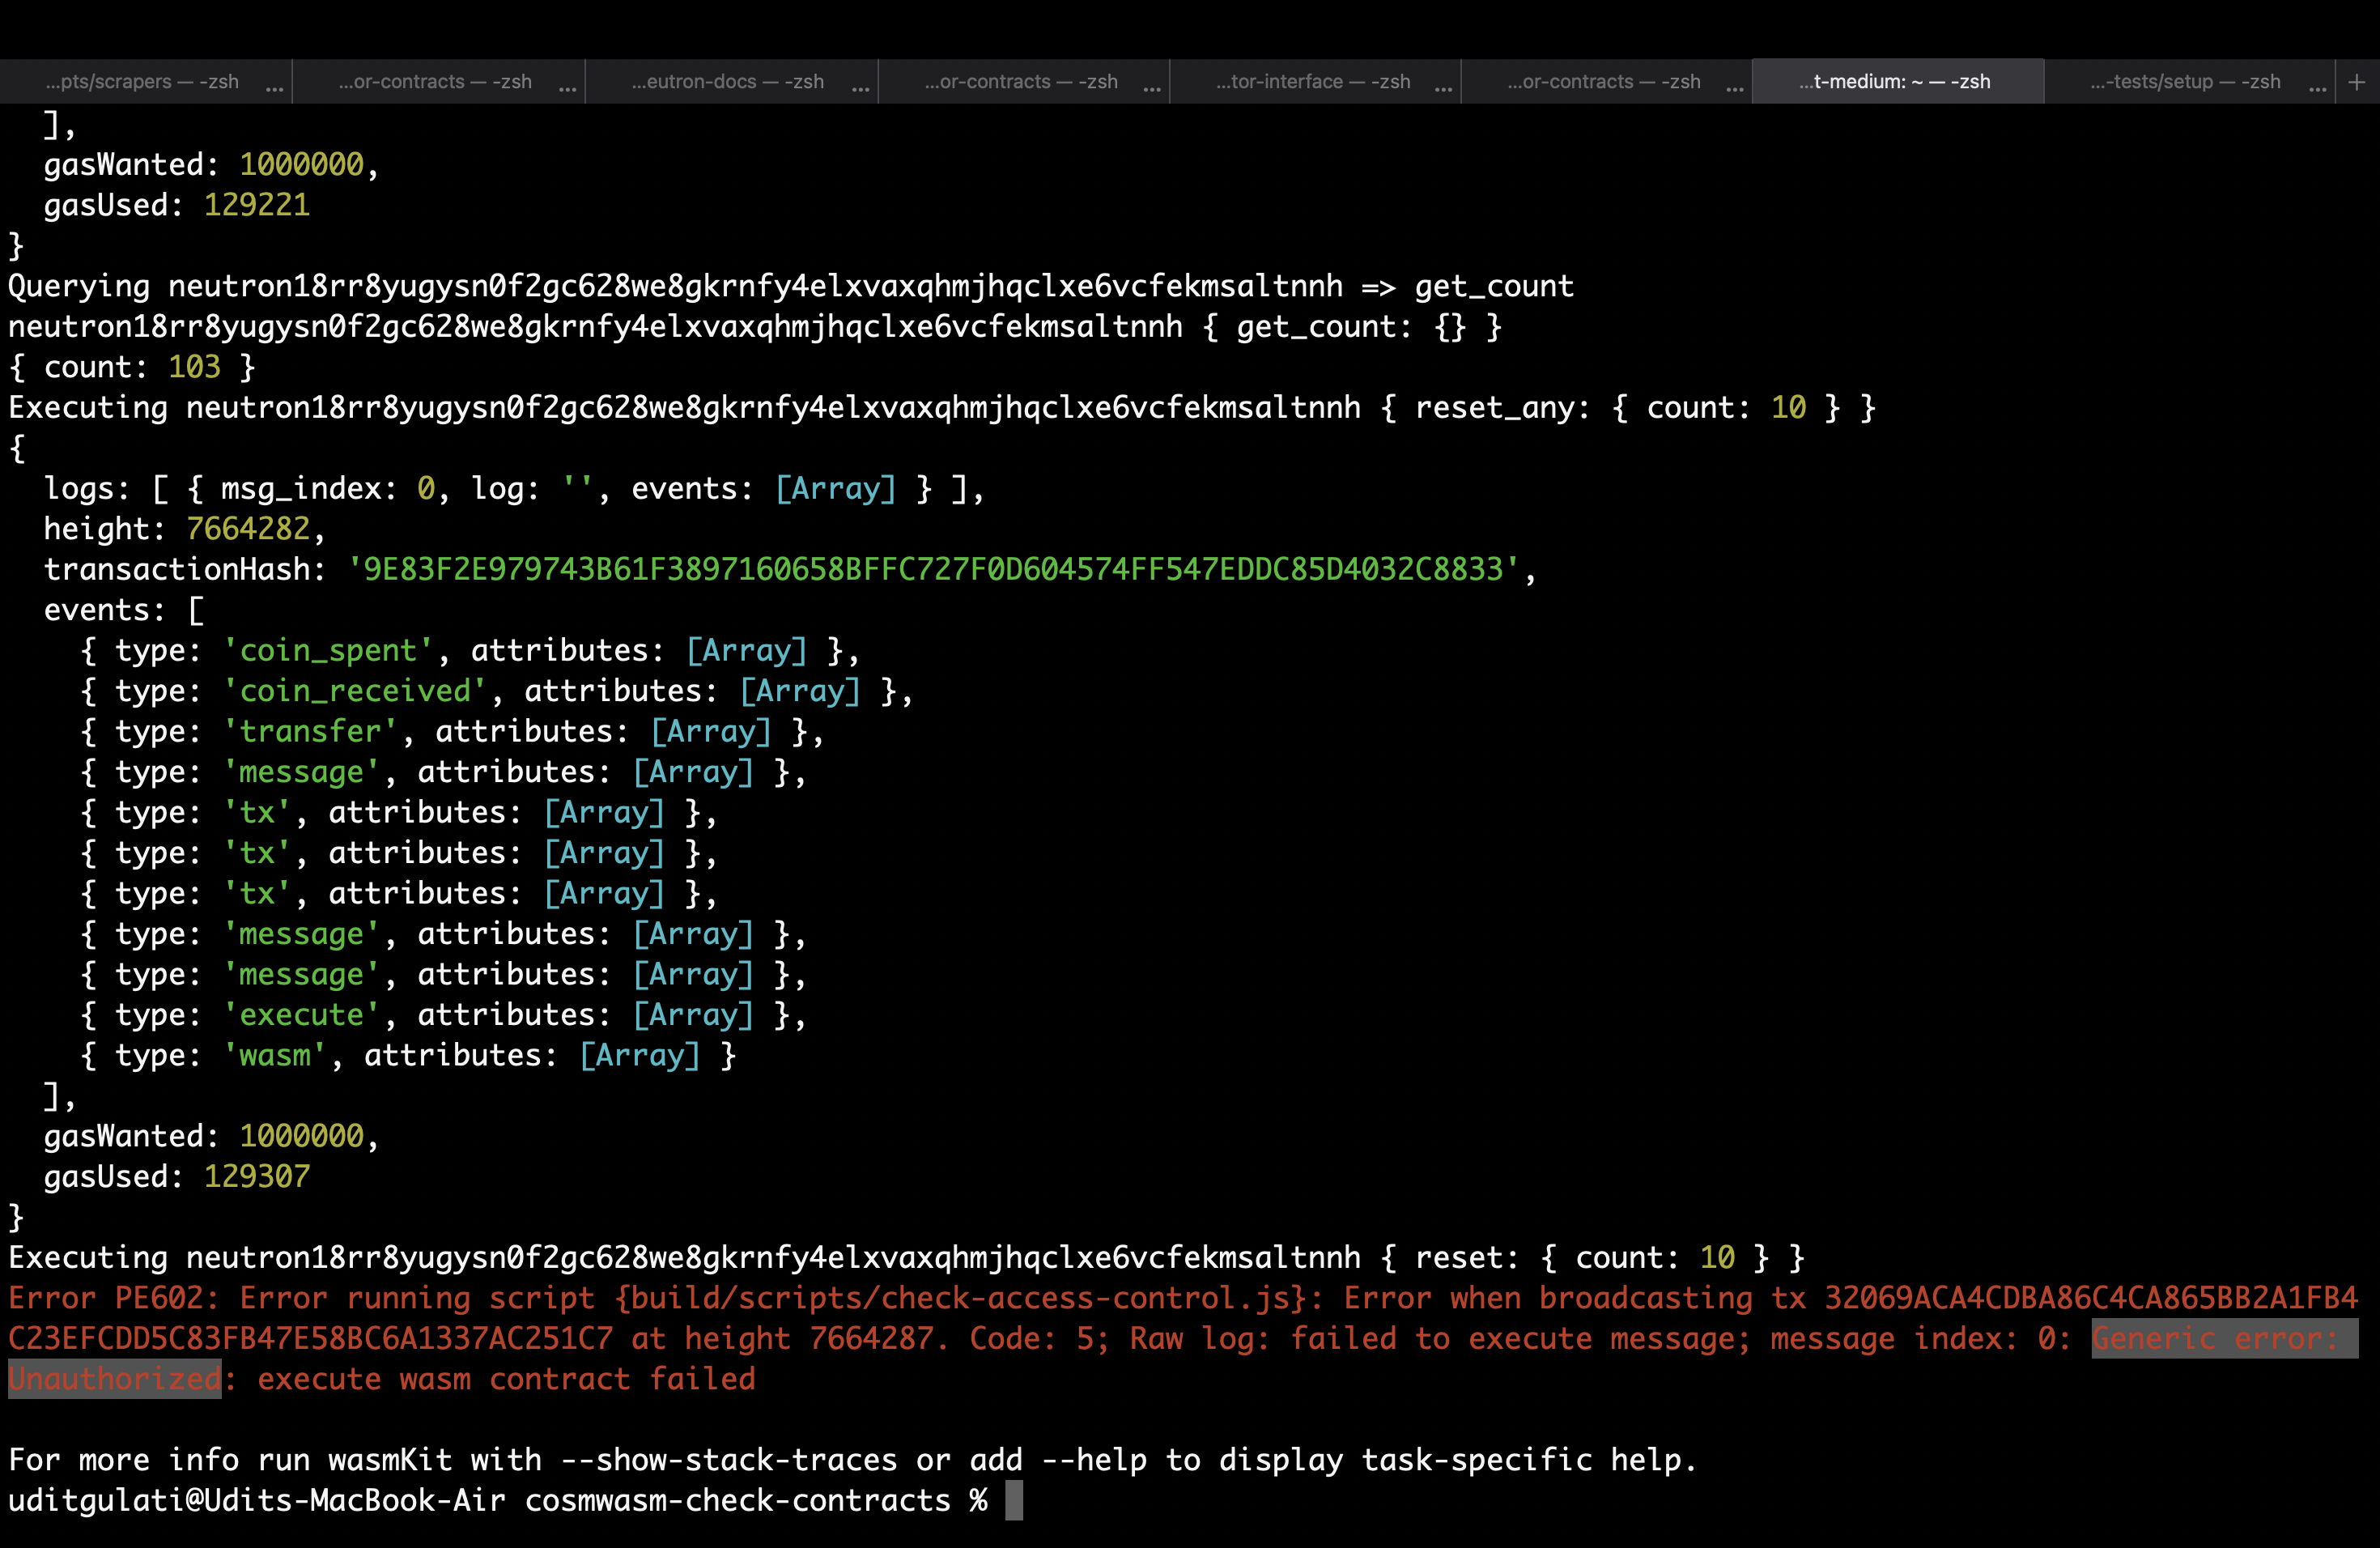 ...pts/scrapers — -zsh ... ...or-contracts — -zsh ... ...eutron-docs — -zsh ... ...or-contracts — -zsh ... ...tor-interface — -zsh ... ...or-contracts — -zsh ... ...t-medium: ~ — -zsh ...-tests/setup — -zsh ... +
],
gasWanted: 1000000,
gasUsed: 129221
}
Querying neutron18rr8yugysn0f2gc628we8gkrnfy4elxvaxqhmjhqclxe6vcfekmsaltnnh => get_count
neutron18rr8yugysn0f2gc628we8gkrnfy4elxvaxqhmjhqclxe6vcfekmsaltnnh { get_count: {} }
{ count: 103 }
Executing neutron18rr8yugysn0f2gc628we8gkrnfy4elxvaxqhmjhqclxe6vcfekmsaltnnh { reset_any: { count: 10 } }
{
logs: [ { msg_index: 0, log: '', events: [Array] } ],
height: 7664282,
transactionHash: '9E83F2E979743B61F3897160658BFFC727F0D604574FF547EDDC85D4032C8833',
events: [
{ type: 'coin_spent', attributes: [Array] },
{ type: 'coin_received', attributes: [Array] },
{ type: 'transfer', attributes: [Array] },
{ type: 'message', attributes: [Array] },
{ type: 'tx', attributes: [Array] },
{ type: 'tx', attributes: [Array] },
{ type: 'tx', attributes: [Array] },
{ type: 'message', attributes: [Array] },
{ type: 'message', attributes: [Array] },
{ type: 'execute', attributes: [Array] },
{ type: 'wasm', attributes: [Array] }
],
gasWanted: 1000000,
gasUsed: 129307
}
Executing neutron18rr8yugysn0f2gc628we8gkrnfy4elxvaxqhmjhqclxe6vcfekmsaltnnh { reset: { count: 10 } }
Error PE602: Error running script {build/scripts/check-access-control.js}: Error when broadcasting tx 32069ACA4CDBA86C4CA865BB2A1FB4
C23EFCDD5C83FB47E58BC6A1337AC251C7 at height 7664287. Code: 5; Raw log: failed to execute message; message index: 0: Generic error:
Unauthorized: execute wasm contract failed
For more info run wasmKit with --show-stack-traces or add --help to display task-specific help.
uditgulati@Udits-MacBook-Air cosmwasm-check-contracts %